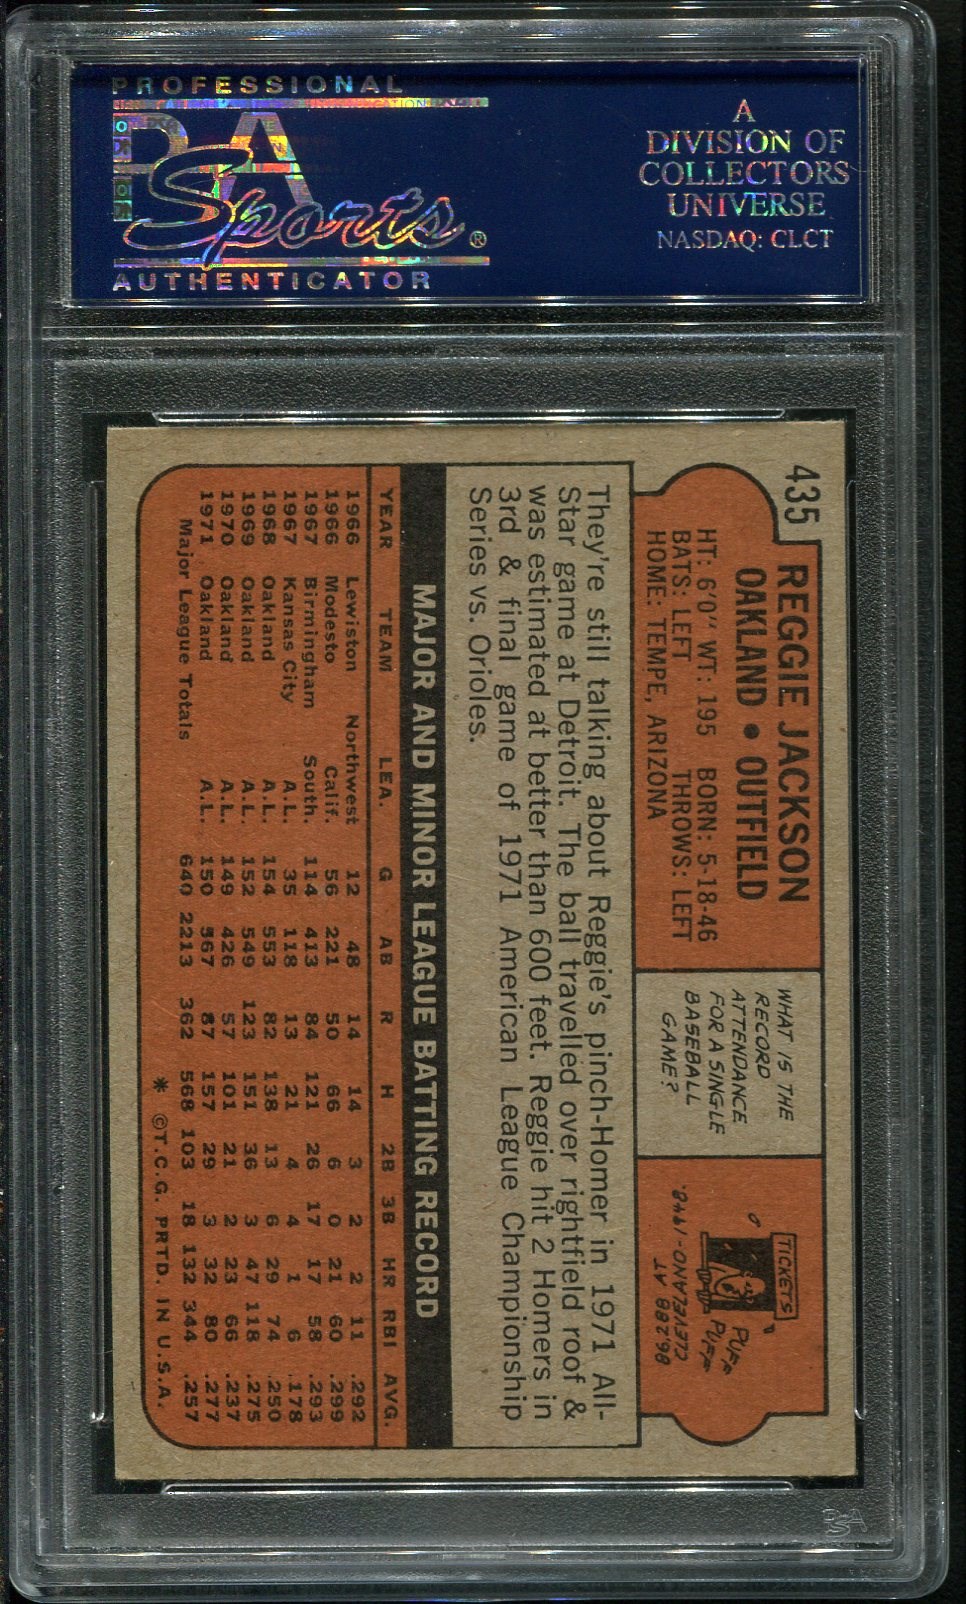 PROFESSIONAL
PSA
Sports®
AUTHENTICATOR
A
DIVISION OF
COLLECTORS
UNIVERSE
NASDAQ: CLCT
435
REGGIE JACKSON
OAKLAND • OUTFIELD
HT: 6'0" WT: 195 BORN: 5-18-46
BATS: LEFT THROWS: LEFT
HOME: TEMPE, ARIZONA
WHAT IS THE
RECORD
ATTENDANCE
FOR A SINGLE
BASEBALL
GAME?
TICKETS
PUFF
PUFF
86,288 AT
CLEVELAND-1948.
They're still talking about Reggie's pinch-Homer in 1971 All-
Star game at Detroit. The ball travelled over rightfield roof &
was estimated at better than 600 feet. Reggie hit 2 Homers in
3rd & final game of 1971 American League Championship
Series vs. Orioles.
MAJOR AND MINOR LEAGUE BATTING RECORD
YEAR TEAM LEA. G AB R H 2B 3B HR RBI AVG.
1966 Lewiston Northwest 12 48 14 14 3 2 2 11 .292
1966 Modesto Calif. 56 221 50 66 6 0 21 60 .299
1967 Birmingham South. 114 413 84 121 26 17 17 58 .293
1967 Kansas City A.L. 35 118 13 21 4 4 1 6 .178
1968 Oakland A.L. 154 553 82 138 13 6 29 74 .250
1969 Oakland A.L. 152 549 123 151 36 3 47 118 .275
1970 Oakland A.L. 149 426 57 101 21 2 23 66 .237
1971 Oakland A.L. 150 567 87 157 29 3 32 80 .277
Major League Totals 640 2213 362 568 103 18 132 344 .257
* ©T.C.G. PRTD. IN U.S.A.
PSA